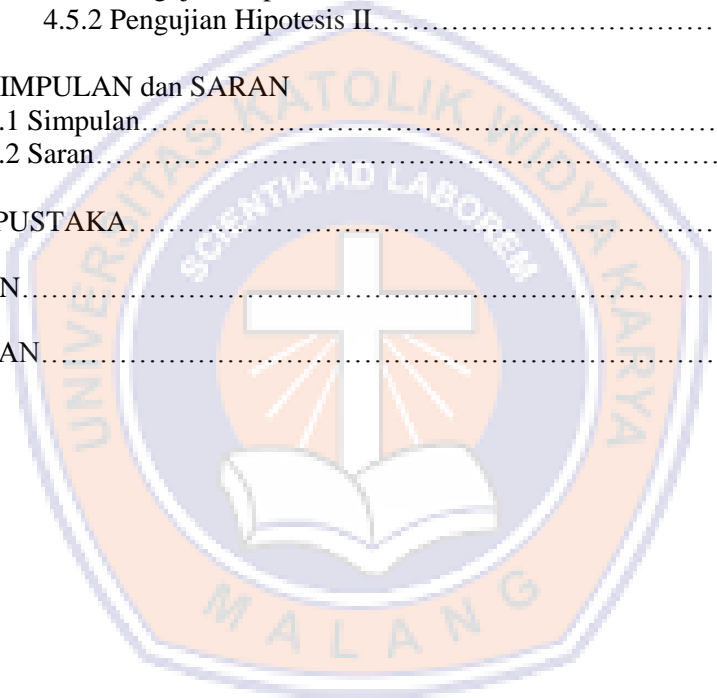 4.5.2 Pengujian Hipotesis II……………………………………
IMPULAN dan SARAN
.1 Simpulan…………………………………………………………
.2 Saran………………………………………………………………
PUSTAKA……………………………………………………………
N…………………………………………………………………………
AN………………………………………………………………………
UNIVERSITAS KATOLIK WIDYA KARYA
SCIENTIA AD LABOREM
MALANG